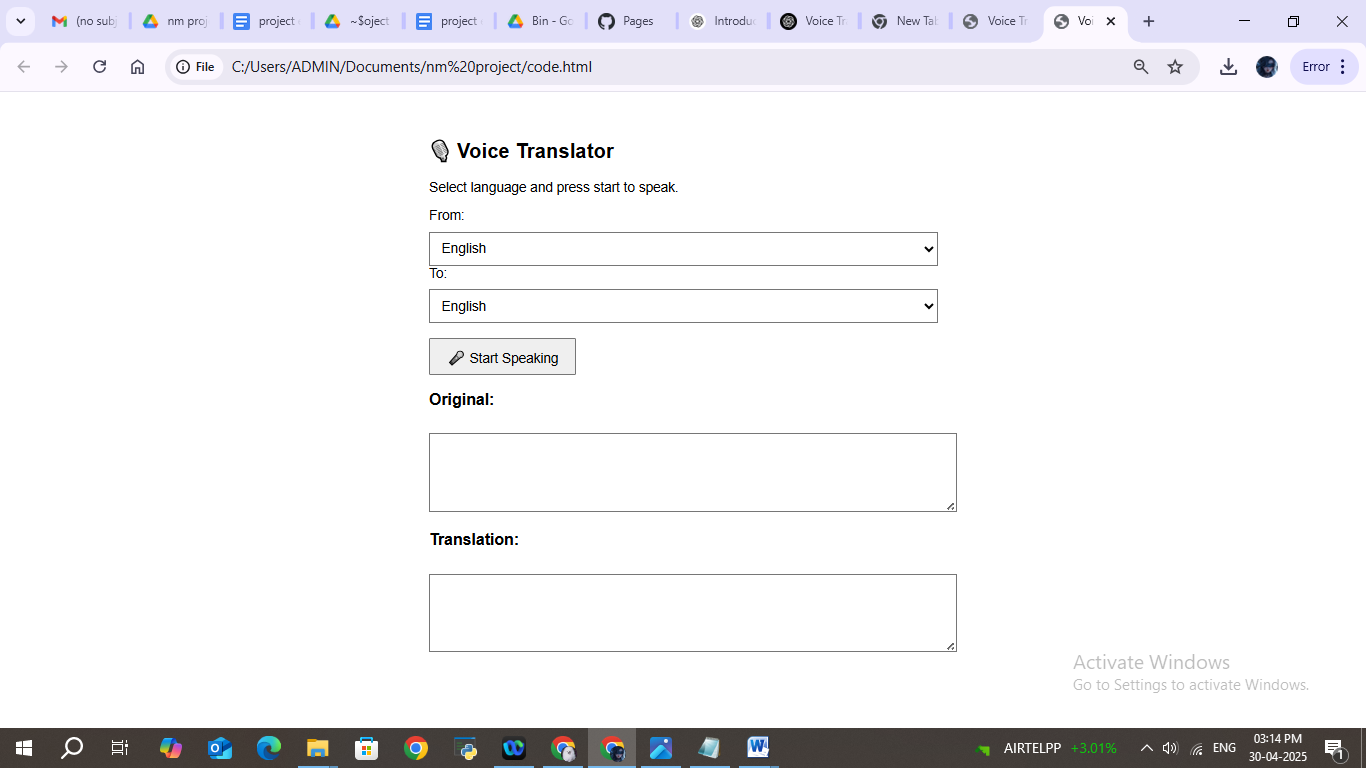 (no subj
nm proj
project
~$oject
project
Bin - Go
Pages
Introduc
Voice Tra
New Tab
Voice Tr
Voi
File
C:/Users/ADMIN/Documents/nm%20project/code.html
Error
Voice Translator
Select language and press start to speak.
From:
English
To:
English
Start Speaking
Original:
Translation:
Activate Windows
Go to Settings to activate Windows.
AIRTELPP +3.01%
ENG
03:14 PM
30-04-2025
1